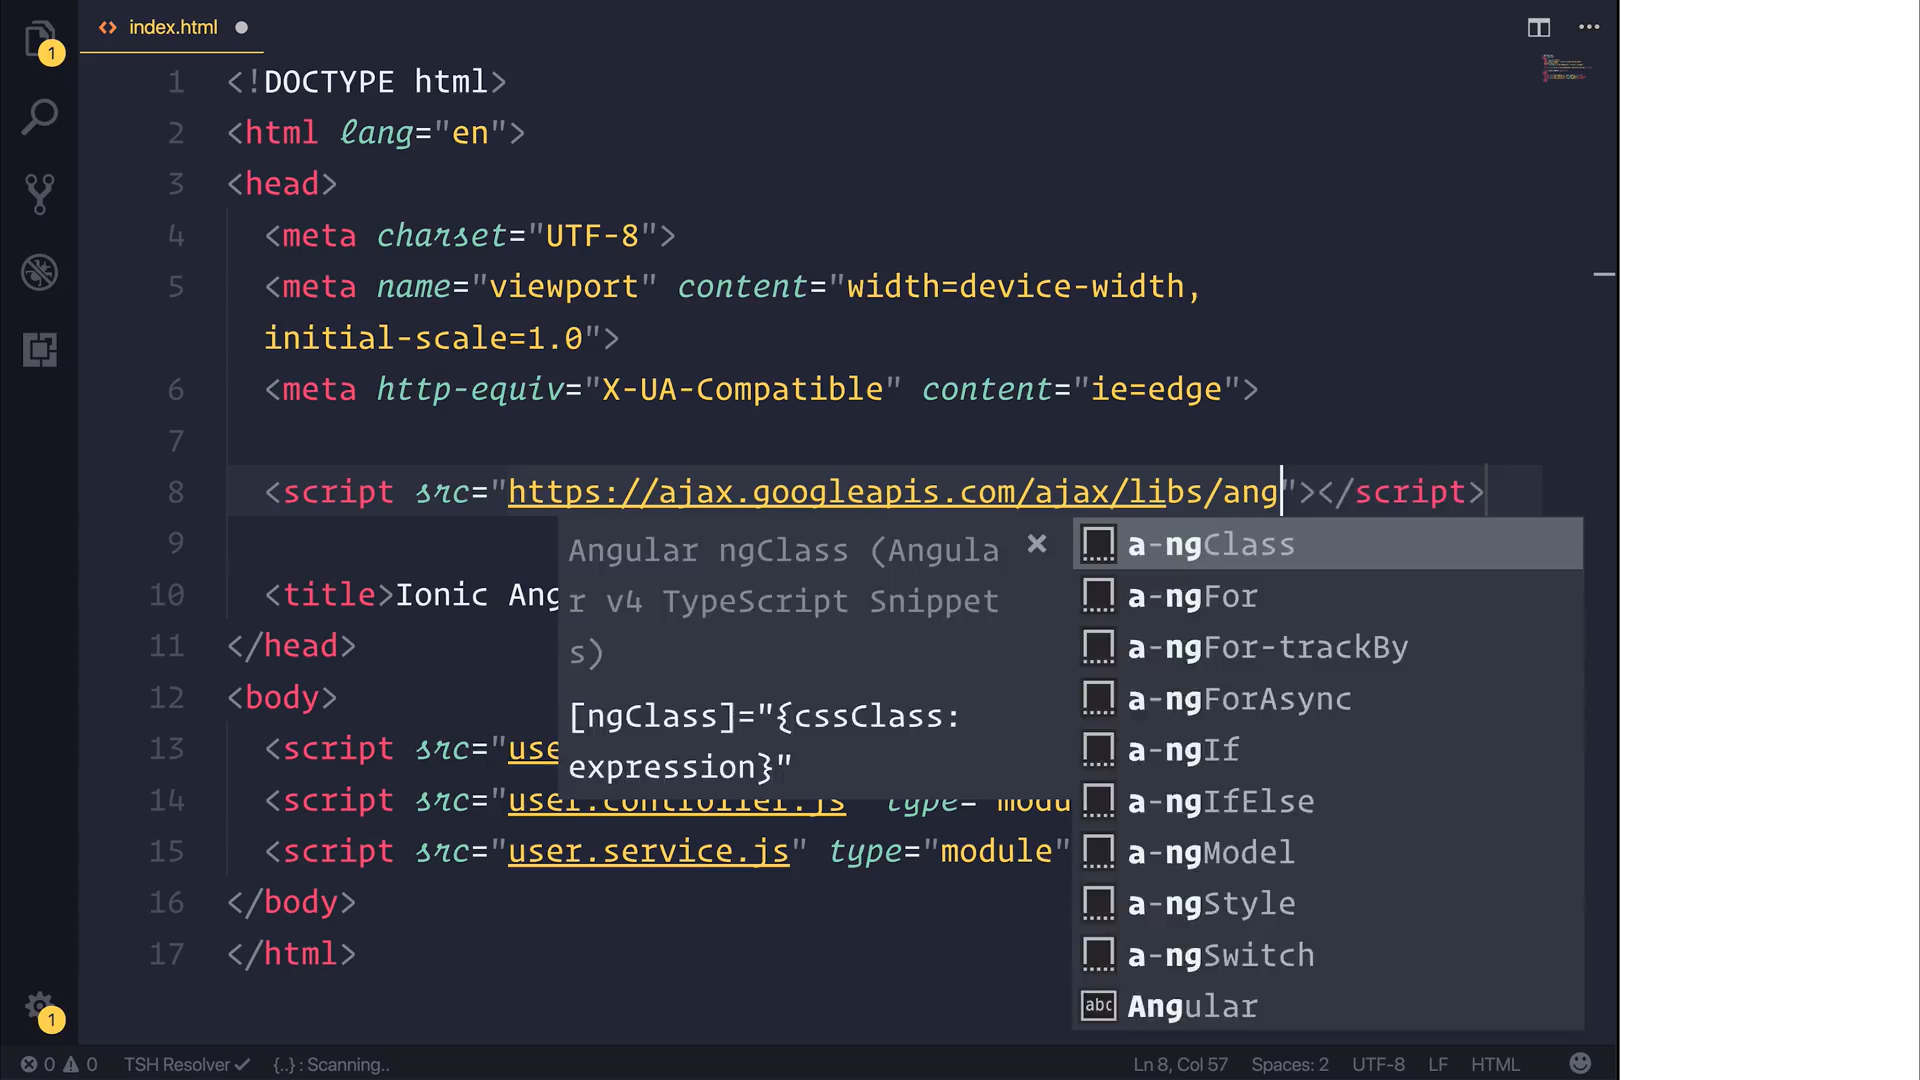 1
index.html
1 <!DOCTYPE html>
2 <html lang="en">
3 <head>
4 <meta charset="UTF-8">
5 <meta name="viewport" content="width=device-width,
initial-scale=1.0">
6 <meta http-equiv="X-UA-Compatible" content="ie=edge">
7
8 <script src="https://ajax.googleapis.com/ajax/libs/ang"></script>
9
10 <title>Ionic Ang
11 </head>
12 <body>
13 <script src="use
14 <script src="user.controller.js" type="modu
15 <script src="user.service.js" type="module"
16 </body>
17 </html>
Angular ngClass (Angula
r v4 TypeScript Snippet
s)
[ngClass]="{cssClass:
expression}"
a-ngClass
a-ngFor
a-ngFor-trackBy
a-ngForAsync
a-ngIf
a-ngIfElse
a-ngModel
a-ngStyle
a-ngSwitch
abc Angular
1
0 0 TSH Resolver {..} : Scanning.. Ln 8, Col 57 Spaces: 2 UTF-8 LF HTML